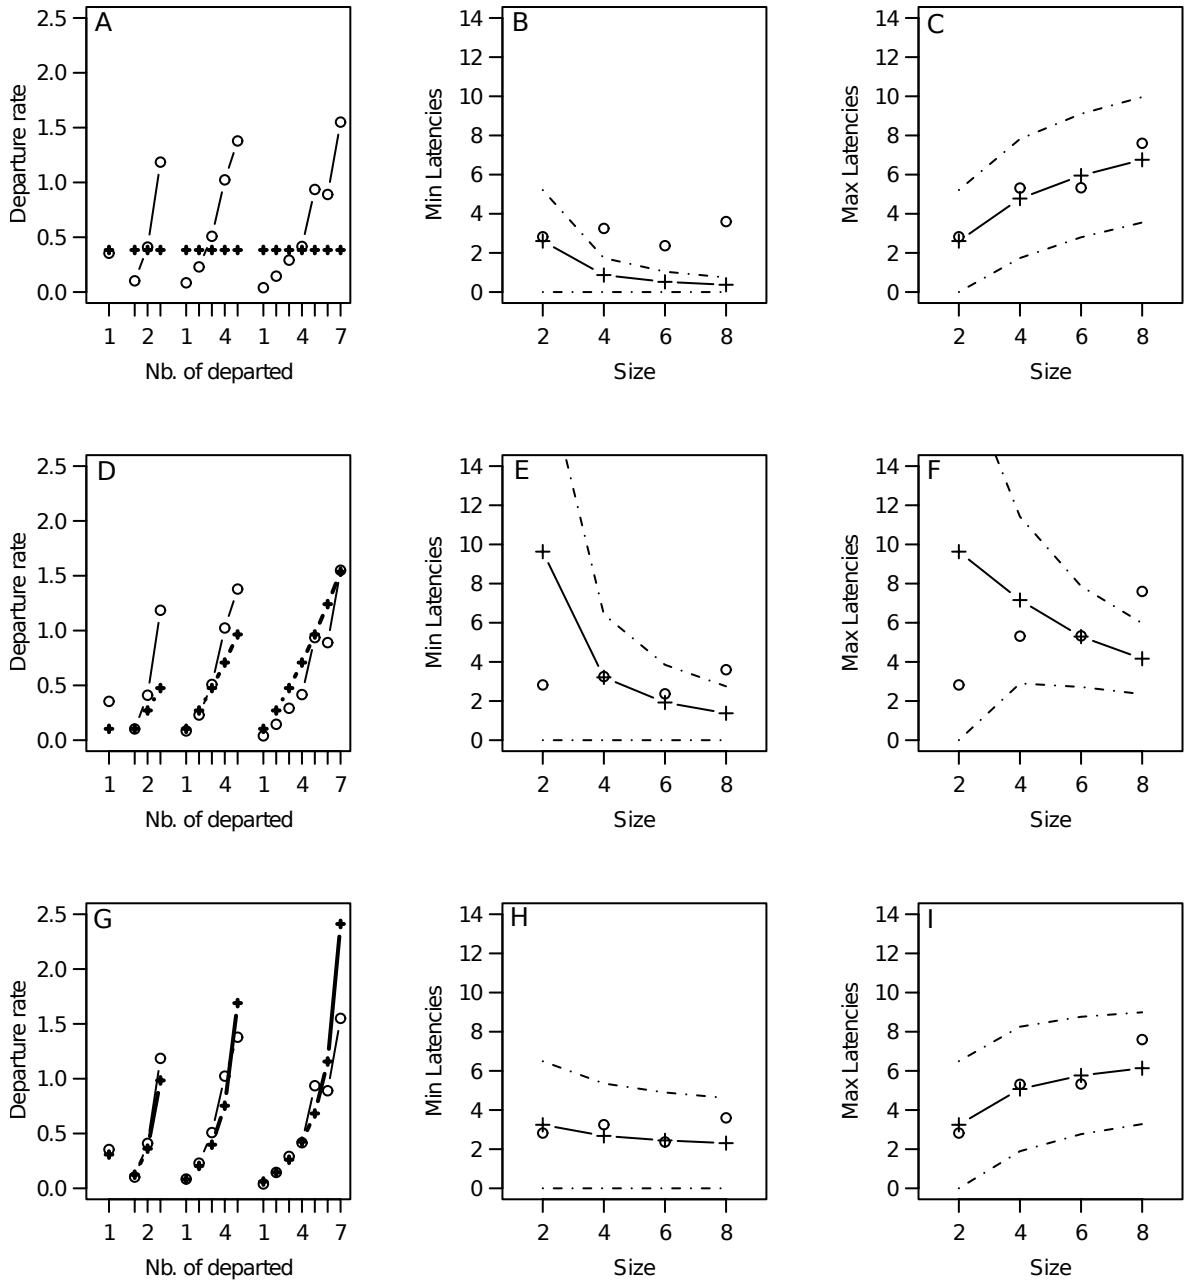 A
B
C
2.5
2.0
1.5
1.0
0.5
0.0
Departure rate
14
12
10
8
6
4
2
0
Min Latencies
14
12
10
8
6
4
2
0
Max Latencies
1 2 1 4 1 4 7
2 4 6 8
2 4 6 8
Nb. of departed
Size
Size
D
E
F
2.5
2.0
1.5
1.0
0.5
0.0
Departure rate
14
12
10
8
6
4
2
0
Min Latencies
14
12
10
8
6
4
2
0
Max Latencies
1 2 1 4 1 4 7
2 4 6 8
2 4 6 8
Nb. of departed
Size
Size
G
H
I
2.5
2.0
1.5
1.0
0.5
0.0
Departure rate
14
12
10
8
6
4
2
0
Min Latencies
14
12
10
8
6
4
2
0
Max Latencies
1 2 1 4 1 4 7
2 4 6 8
2 4 6 8
Nb. of departed
Size
Size